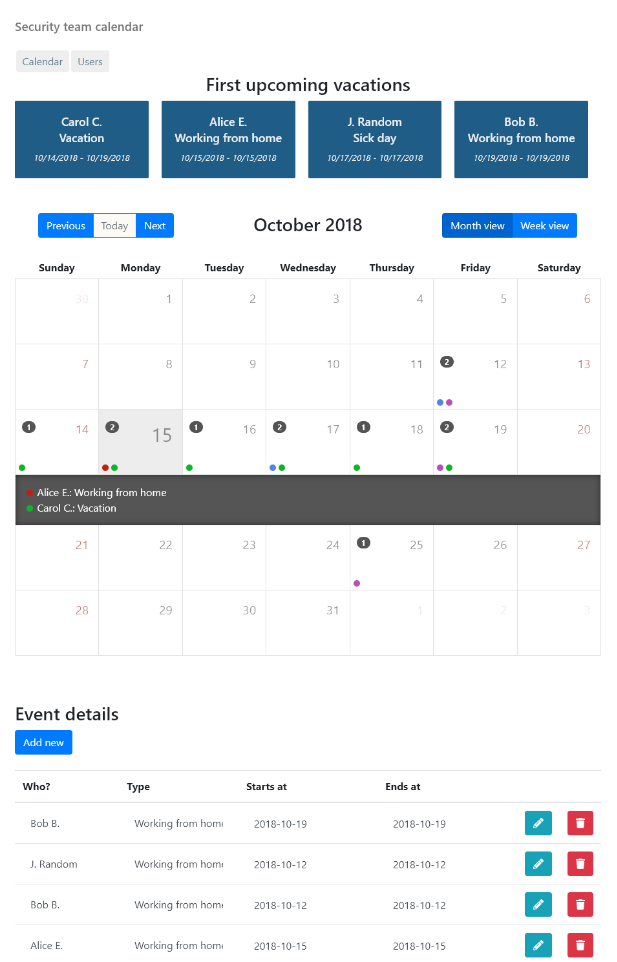 Security team calendar
Calendar Users
First upcoming vacations
Carol C.
Vacation
10/14/2018 - 10/19/2018
Alice E.
Working from home
10/15/2018 - 10/15/2018
J. Random
Sick day
10/17/2018 - 10/17/2018
Bob B.
Working from home
10/19/2018 - 10/19/2018
Previous Today Next
October 2018
Month view Week view
Sunday Monday Tuesday Wednesday Thursday Friday Saturday
30 1 2 3 4 5 6
7 8 9 10 11 2 12 13
1 14 2 15 1 16 2 17 1 18 2 19 20
Alice E.: Working from home
Carol C.: Vacation
21 22 23 24 1 25 26 27
28 29 30 31 1 2 3
Event details
Add new
Who? Type Starts at Ends at
Bob B. Working from hom 2018-10-19 2018-10-19
J. Random Working from hom 2018-10-12 2018-10-12
Bob B. Working from hom 2018-10-12 2018-10-12
Alice E. Working from hom 2018-10-15 2018-10-15